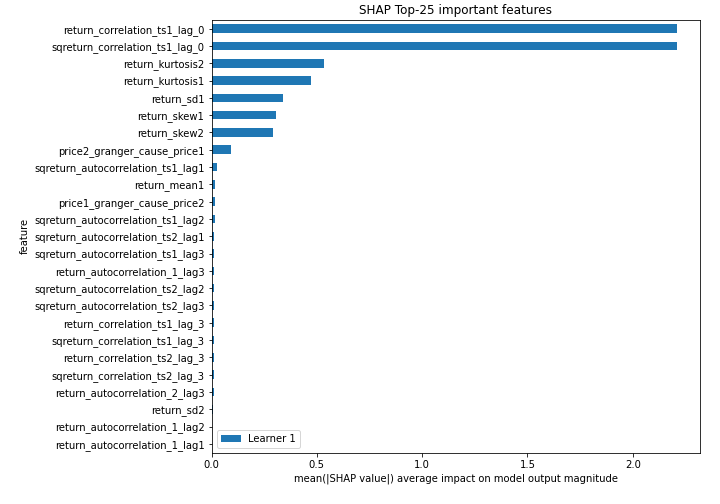 SHAP Top-25 important features
return_correlation_ts1_lag_0
sqreturn_correlation_ts1_lag_0
return_kurtosis2
return_kurtosis1
return_sd1
return_skew1
return_skew2
price2_granger_cause_price1
sqreturn_autocorrelation_ts1_lag1
return_mean1
price1_granger_cause_price2
sqreturn_autocorrelation_ts1_lag2
sqreturn_autocorrelation_ts2_lag1
sqreturn_autocorrelation_ts1_lag3
return_autocorrelation_1_lag3
sqreturn_autocorrelation_ts2_lag2
sqreturn_autocorrelation_ts2_lag3
return_correlation_ts1_lag_3
sqreturn_correlation_ts1_lag_3
return_correlation_ts2_lag_3
sqreturn_correlation_ts2_lag_3
return_autocorrelation_2_lag3
return_sd2
return_autocorrelation_1_lag2
return_autocorrelation_1_lag1
feature
Learner 1
0.0 0.5 1.0 1.5 2.0
mean(|SHAP value|) average impact on model output magnitude